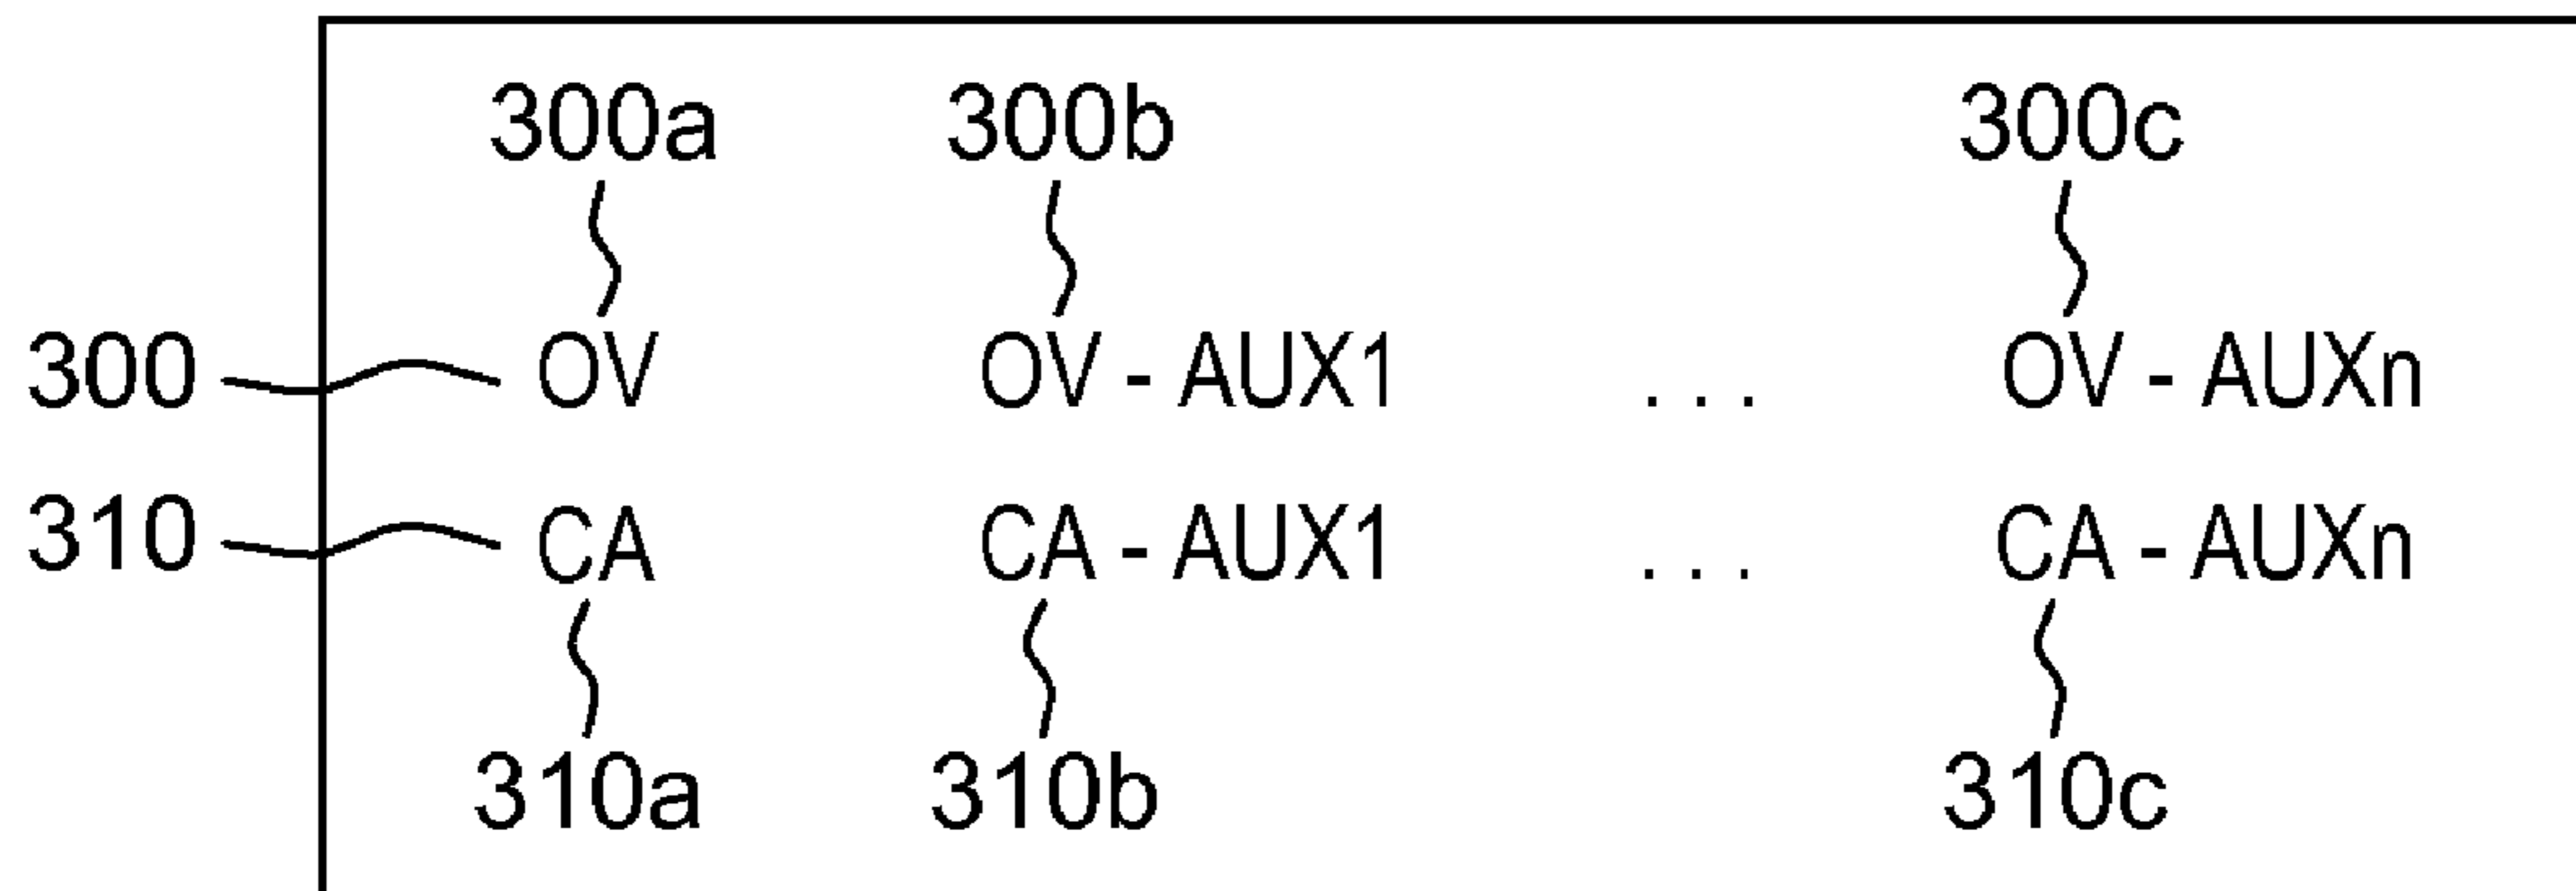 300a 300b 300c
300 OV OV - AUX1 . . . OV - AUXn
310 CA CA - AUX1 . . . CA - AUXn
310a 310b 310c